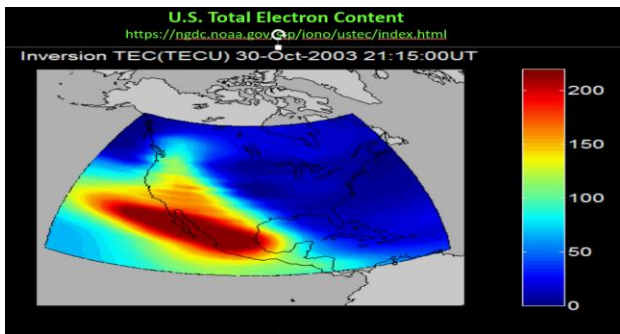 U.S. Total Electron Content
https://ngdc.noaa.gov/stp/iono/ustec/index.html
Inversion TEC(TECU) 30-Oct-2003 21:15:00UT
200
150
100
50
0